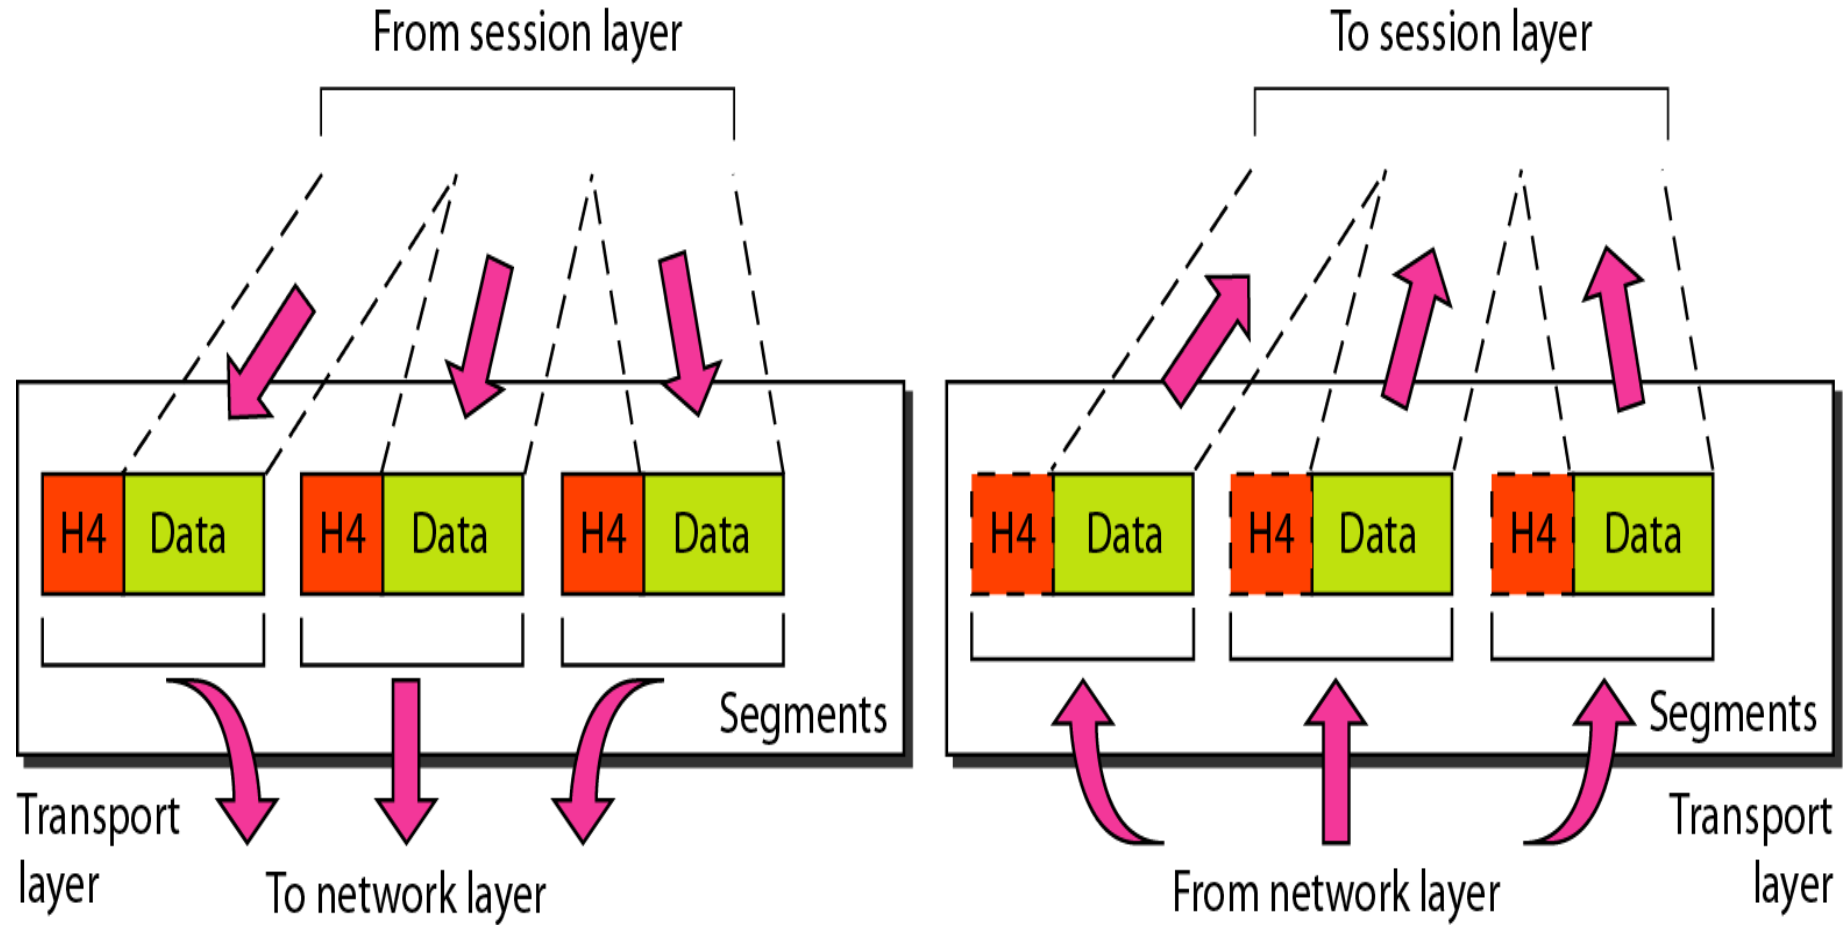 From session layer
To session layer
H4 Data H4 Data H4 Data
H4 Data H4 Data H4 Data
Segments
Segments
Transport
layer
To network layer
From network layer
Transport
layer